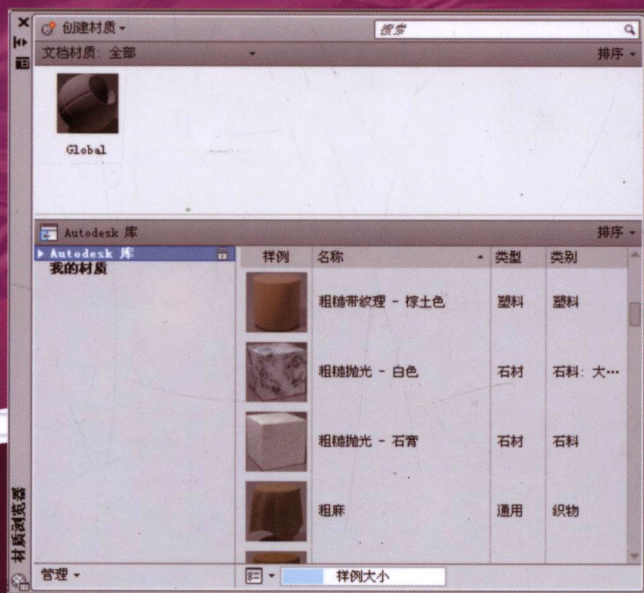 创建材质
搜索
文档材质: 全部
排序
Global
Autodesk 库
排序
Autodesk 库
我的材质
样例 名称 类型 类别
粗糙带纹理 - 棕土色 塑料 塑料
粗糙抛光 - 白色 石材 石料: 大…
粗糙抛光 - 石膏 石材 石料
粗麻 通用 织物
材质浏览器
管理
样例大小